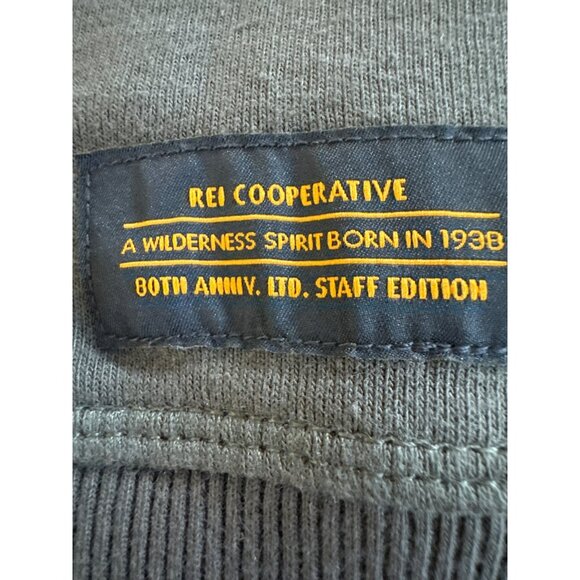 REI COOPERATIVE
A WILDERNESS SPIRIT BORN IN 1938
80TH ANNIV. LTD. STAFF EDITION